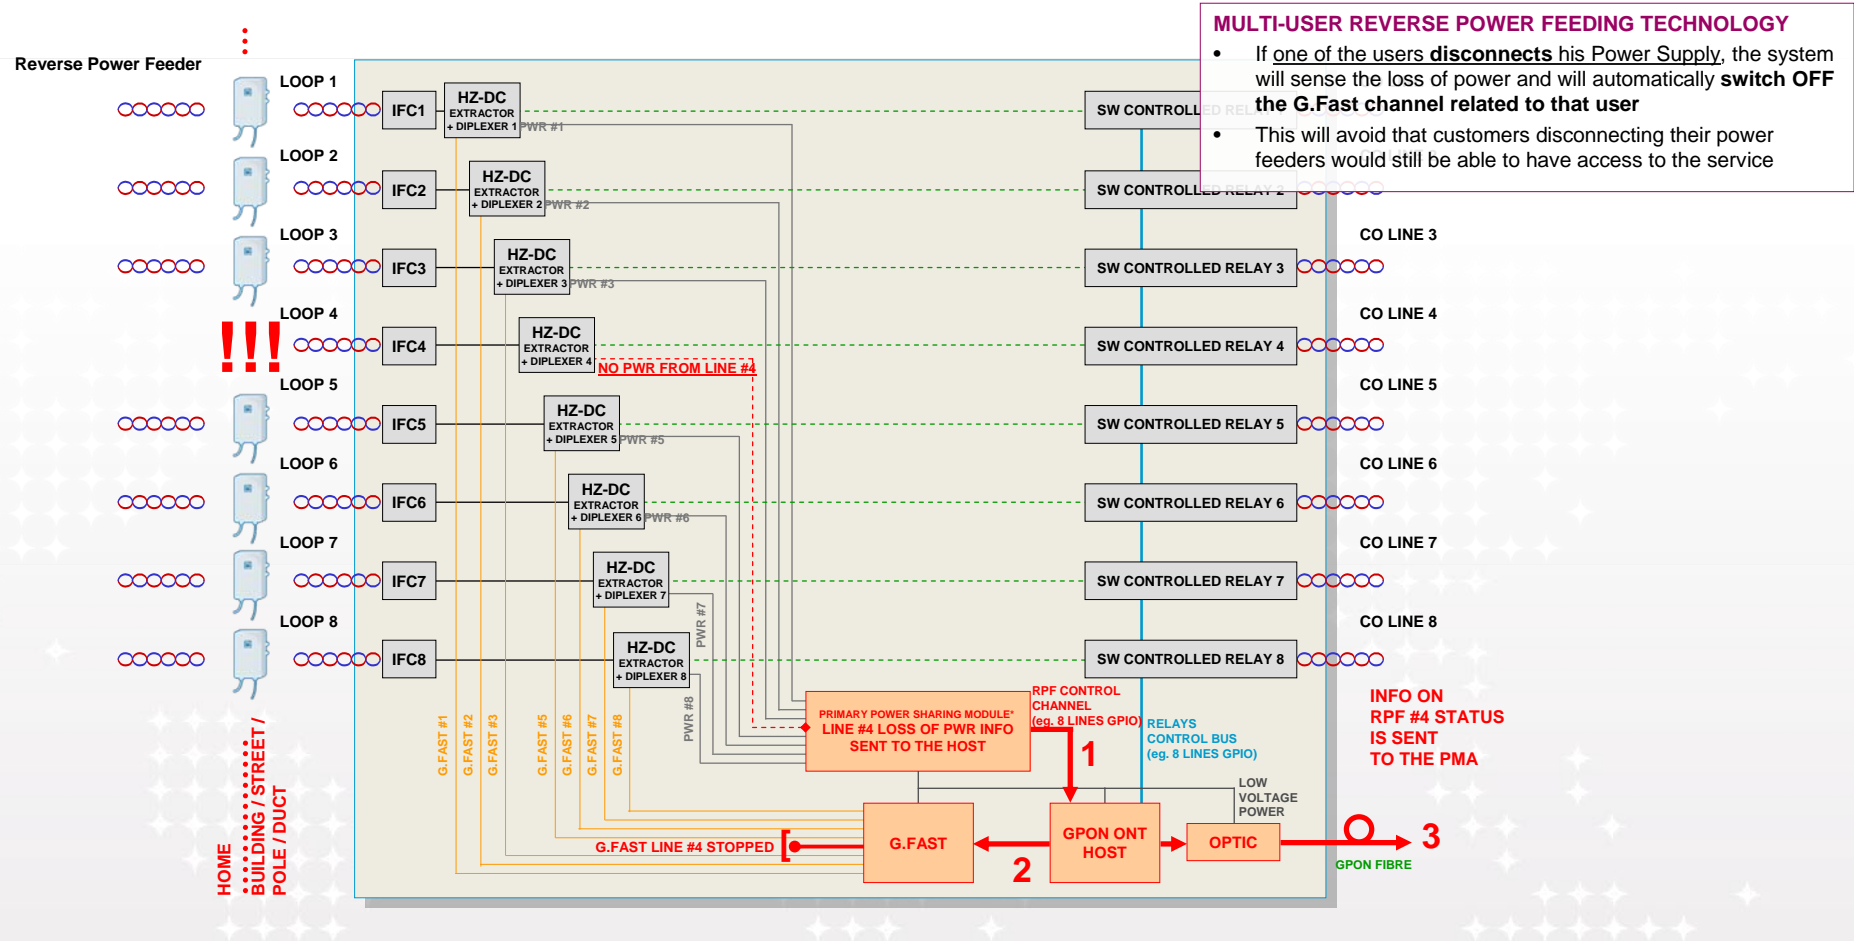 MULTI-USER REVERSE POWER FEEDING TECHNOLOGY
• If one of the users disconnects his Power Supply, the system
will sense the loss of power and will automatically switch OFF
the G.Fast channel related to that user
• This will avoid that customers disconnecting their power
feeders would still be able to have access to the service
Reverse Power Feeder
LOOP 1
IFC1
HZ-DC
EXTRACTOR
+ DIPLEXER 1
PWR #1
SW CONTROLLED RELAY 1
LOOP 2
IFC2
HZ-DC
EXTRACTOR
+ DIPLEXER 2
PWR #2
SW CONTROLLED RELAY 2
LOOP 3
IFC3
HZ-DC
EXTRACTOR
+ DIPLEXER 3
PWR #3
SW CONTROLLED RELAY 3
CO LINE 3
LOOP 4
!!!
IFC4
HZ-DC
EXTRACTOR
+ DIPLEXER 4
NO PWR FROM LINE #4
SW CONTROLLED RELAY 4
CO LINE 4
LOOP 5
IFC5
HZ-DC
EXTRACTOR
+ DIPLEXER 5
PWR #5
SW CONTROLLED RELAY 5
CO LINE 5
LOOP 6
IFC6
HZ-DC
EXTRACTOR
+ DIPLEXER 6
PWR #6
SW CONTROLLED RELAY 6
CO LINE 6
LOOP 7
IFC7
HZ-DC
EXTRACTOR
+ DIPLEXER 7
PWR #7
SW CONTROLLED RELAY 7
CO LINE 7
LOOP 8
IFC8
HZ-DC
EXTRACTOR
+ DIPLEXER 8
PWR #8
SW CONTROLLED RELAY 8
CO LINE 8
G.FAST #1
G.FAST #2
G.FAST #3
G.FAST #5
G.FAST #6
G.FAST #7
G.FAST #8
PRIMARY POWER SHARING MODULE*
LINE #4 LOSS OF PWR INFO
SENT TO THE HOST
RPF CONTROL
CHANNEL
(eg. 8 LINES GPIO)
RELAYS
CONTROL BUS
(eg. 8 LINES GPIO)
1
INFO ON
RPF #4 STATUS
IS SENT
TO THE PMA
LOW
VOLTAGE
POWER
HOME
BUILDING / STREET /
POLE / DUCT
G.FAST LINE #4 STOPPED
G.FAST
2
GPON ONT
HOST
OPTIC
3
GPON FIBRE